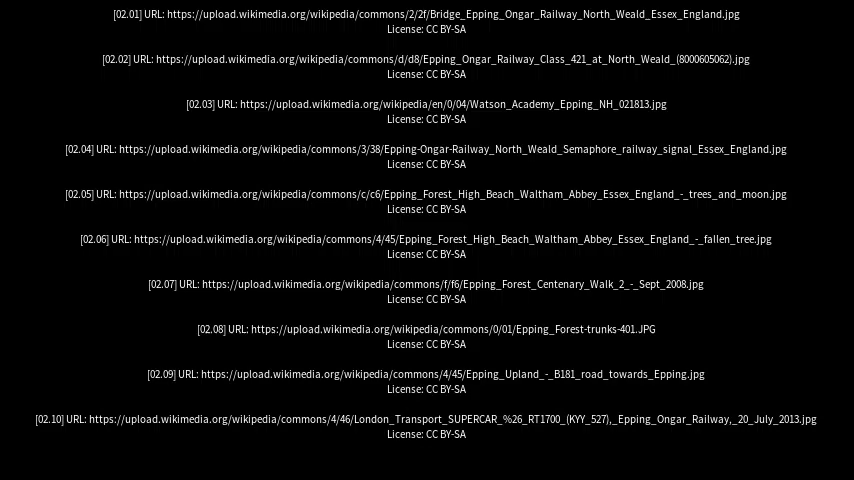 [02.01] URL: https://upload.wikimedia.org/wikipedia/commons/2/2f/Bridge_Epping_Ongar_Railway_North_Weald_Essex_England.jpg
License: CC BY-SA
[02.02] URL: https://upload.wikimedia.org/wikipedia/commons/d/d8/Epping_Ongar_Railway_Class_421_at_North_Weald_(8000605062).jpg
License: CC BY-SA
[02.03] URL: https://upload.wikimedia.org/wikipedia/en/0/04/Watson_Academy_Epping_NH_021813.jpg
License: CC BY-SA
[02.04] URL: https://upload.wikimedia.org/wikipedia/commons/3/38/Epping-Ongar-Railway_North_Weald_Semaphore_railway_signal_Essex_England.jpg
License: CC BY-SA
[02.05] URL: https://upload.wikimedia.org/wikipedia/commons/c/c6/Epping_Forest_High_Beach_Waltham_Abbey_Essex_England_-_trees_and_moon.jpg
License: CC BY-SA
[02.06] URL: https://upload.wikimedia.org/wikipedia/commons/4/45/Epping_Forest_High_Beach_Waltham_Abbey_Essex_England_-_fallen_tree.jpg
License: CC BY-SA
[02.07] URL: https://upload.wikimedia.org/wikipedia/commons/f/f6/Epping_Forest_Centenary_Walk_2_-_Sept_2008.jpg
License: CC BY-SA
[02.08] URL: https://upload.wikimedia.org/wikipedia/commons/0/01/Epping_Forest-trunks-401.JPG
License: CC BY-SA
[02.09] URL: https://upload.wikimedia.org/wikipedia/commons/4/45/Epping_Upland_-_B181_road_towards_Epping.jpg
License: CC BY-SA
[02.10] URL: https://upload.wikimedia.org/wikipedia/commons/4/46/London_Transport_SUPERCAR_%26_RT1700_(KYY_527),_Epping_Ongar_Railway,_20_July_2013.jpg
License: CC BY-SA